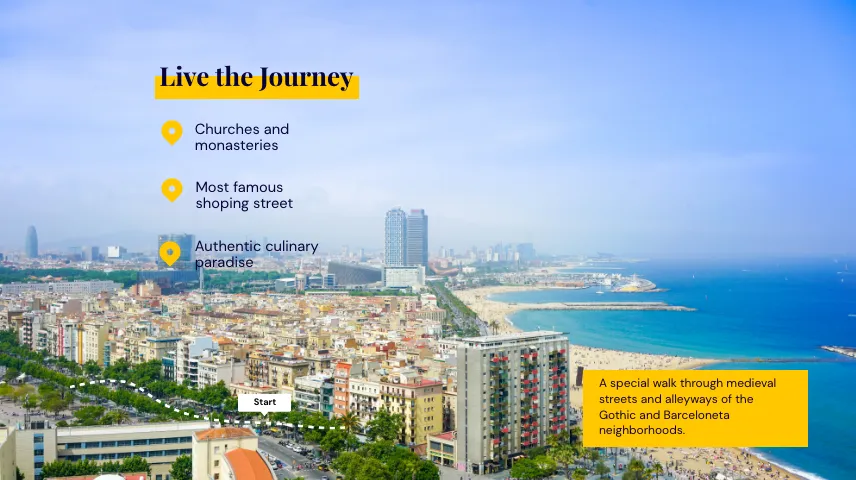 Live the Journey
Churches and
monasteries
Most famous
shoping street
Authentic culinary
paradise
Start
A special walk through medieval
streets and alleyways of the
Gothic and Barceloneta
neighborhoods.